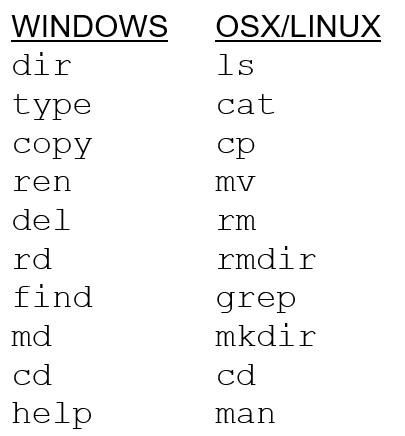 WINDOWS OSX/LINUX
dir ls
type cat
copy cp
ren mv
del rm
rd rmdir
find grep
md mkdir
cd cd
help man